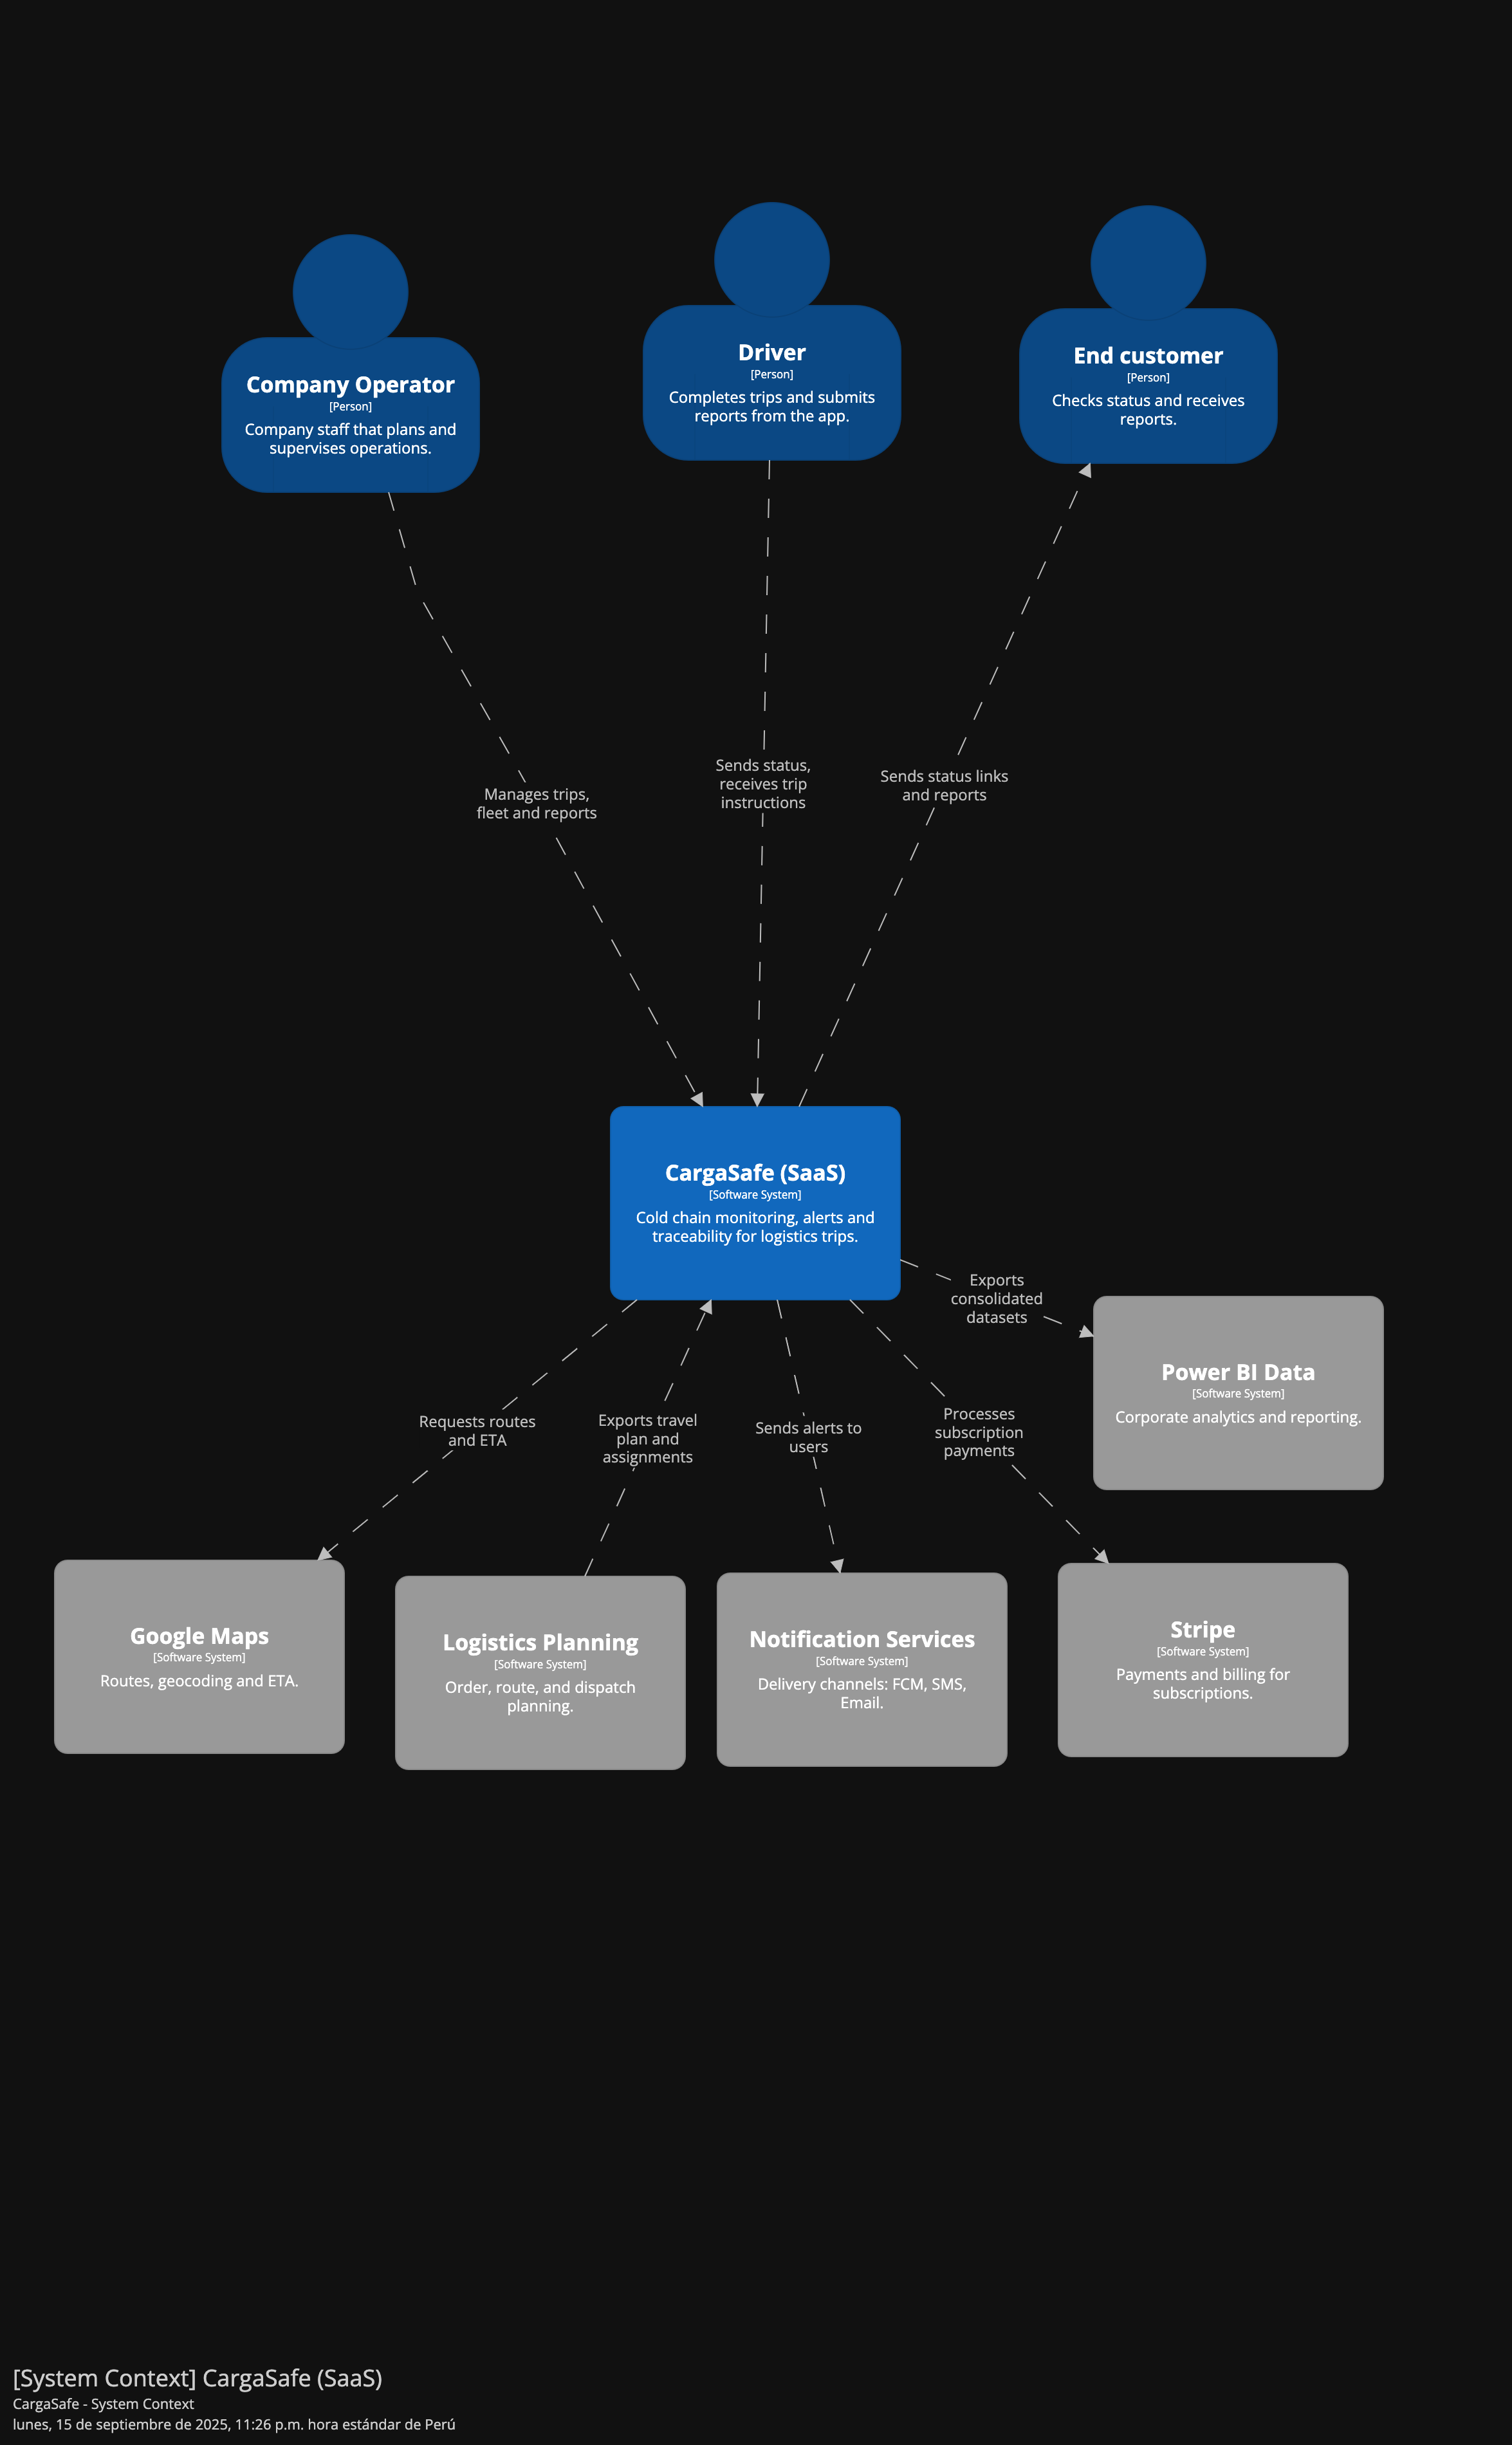 Company Operator
[Person]
Company staff that plans and
supervises operations.
Driver
[Person]
Completes trips and submits
reports from the app.
End customer
[Person]
Checks status and receives
reports.
Manages trips,
fleet and reports
Sends status,
receives trip
instructions
Sends status links
and reports
CargaSafe (SaaS)
[Software System]
Cold chain monitoring, alerts and
traceability for logistics trips.
Exports
consolidated
datasets
Power BI Data
[Software System]
Corporate analytics and reporting.
Requests routes
and ETA
Exports travel
plan and
assignments
Sends alerts to
users
Processes
subscription
payments
Google Maps
[Software System]
Routes, geocoding and ETA.
Logistics Planning
[Software System]
Order, route, and dispatch
planning.
Notification Services
[Software System]
Delivery channels: FCM, SMS,
Email.
Stripe
[Software System]
Payments and billing for
subscriptions.
[System Context] CargaSafe (SaaS)
CargaSafe - System Context
lunes, 15 de septiembre de 2025, 11:26 p.m. hora estándar de Perú